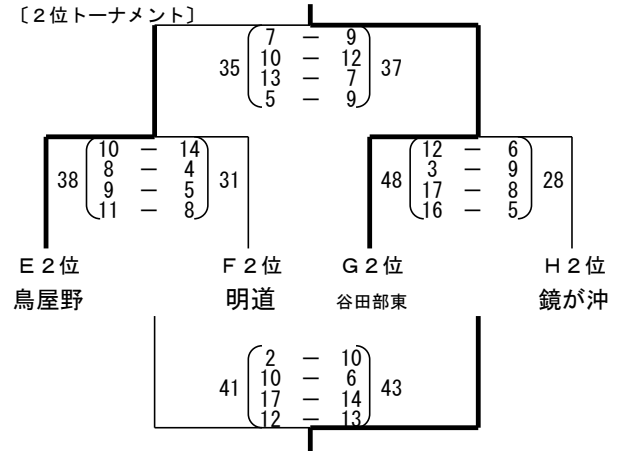 〔２位トーナメント〕
7 － 9
35 10 － 12 37
13 － 7
5 － 9
10 － 14 12 － 6
38 8 － 4 31 48 3 － 9 28
9 － 5 17 － 8
11 － 8 16 － 5
Ｅ２位 Ｆ２位 Ｇ２位 Ｈ２位
鳥屋野 明道 谷田部東 鏡が沖
2 － 10
41 10 － 6 43
17 － 14
12 － 13